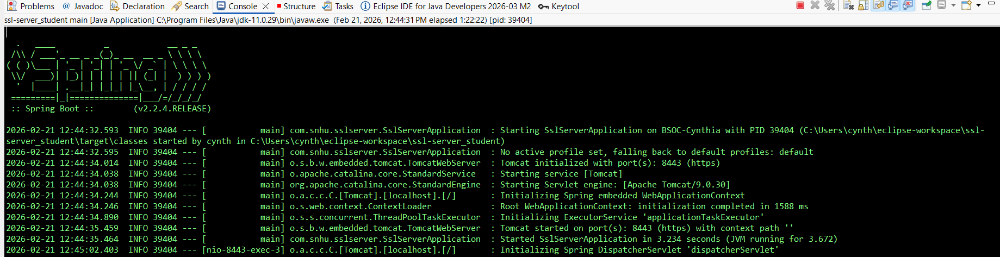 Problems @ Javadoc Declaration Search Console Structure Tasks Eclipse IDE for Java Developers 2026-03 M2 Keytool
ssl-server_student main [Java Application] C:\Program Files\Java\jdk-11.0.29\bin\javaw.exe (Feb 21, 2026, 12:44:31 PM elapsed 1:22:22) [pid: 39404]
  .   ____          _            __ _ _
 /\\ / ___'_ __ _ _(_)_ __  __ _ \ \ \ \
( ( )\___ | '_ | '_| | '_ \/ _` | \ \ \ \
 \\/  ___)| |_)| | | | | || (_| |  ) ) ) )
  '  |____| .__|_| |_|_| |_\__, | / / / /
 =========|_|==============|___/=/_/_/_/
 :: Spring Boot ::        (v2.2.4.RELEASE)
2026-02-21 12:44:32.593  INFO 39404 --- [           main] com.snhu.sslserver.SslServerApplication  : Starting SslServerApplication on BSOC-Cynthia with PID 39404 (C:\Users\cynth\eclipse-workspace\ssl-
server_student\target\classes started by cynth in C:\Users\cynth\eclipse-workspace\ssl-server_student)
2026-02-21 12:44:32.595  INFO 39404 --- [           main] com.snhu.sslserver.SslServerApplication  : No active profile set, falling back to default profiles: default
2026-02-21 12:44:34.014  INFO 39404 --- [           main] o.s.b.w.embedded.tomcat.TomcatWebServer  : Tomcat initialized with port(s): 8443 (https)
2026-02-21 12:44:34.038  INFO 39404 --- [           main] o.apache.catalina.core.StandardService   : Starting service [Tomcat]
2026-02-21 12:44:34.038  INFO 39404 --- [           main] org.apache.catalina.core.StandardEngine  : Starting Servlet engine: [Apache Tomcat/9.0.30]
2026-02-21 12:44:34.244  INFO 39404 --- [           main] o.a.c.c.C.[Tomcat].[localhost].[/]       : Initializing Spring embedded WebApplicationContext
2026-02-21 12:44:34.246  INFO 39404 --- [           main] o.s.web.context.ContextLoader            : Root WebApplicationContext: initialization completed in 1588 ms
2026-02-21 12:44:34.890  INFO 39404 --- [           main] o.s.s.concurrent.ThreadPoolTaskExecutor  : Initializing ExecutorService 'applicationTaskExecutor'
2026-02-21 12:44:35.459  INFO 39404 --- [           main] o.s.b.w.embedded.tomcat.TomcatWebServer  : Tomcat started on port(s): 8443 (https) with context path ''
2026-02-21 12:44:35.464  INFO 39404 --- [           main] com.snhu.sslserver.SslServerApplication  : Started SslServerApplication in 3.234 seconds (JVM running for 3.672)
2026-02-21 12:45:02.403  INFO 39404 --- [nio-8443-exec-3] o.a.c.c.C.[Tomcat].[localhost].[/]       : Initializing Spring DispatcherServlet 'dispatcherServlet'